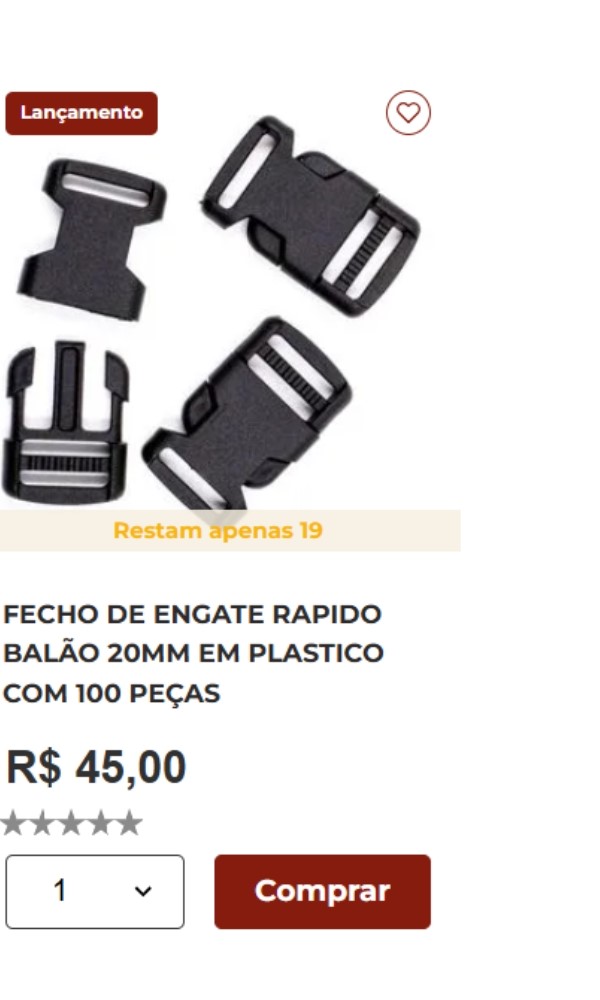 Lançamento
Restam apenas 19
FECHO DE ENGATE RAPIDO
BALÃO 20MM EM PLASTICO
COM 100 PEÇAS
R$ 45,00
1
Comprar